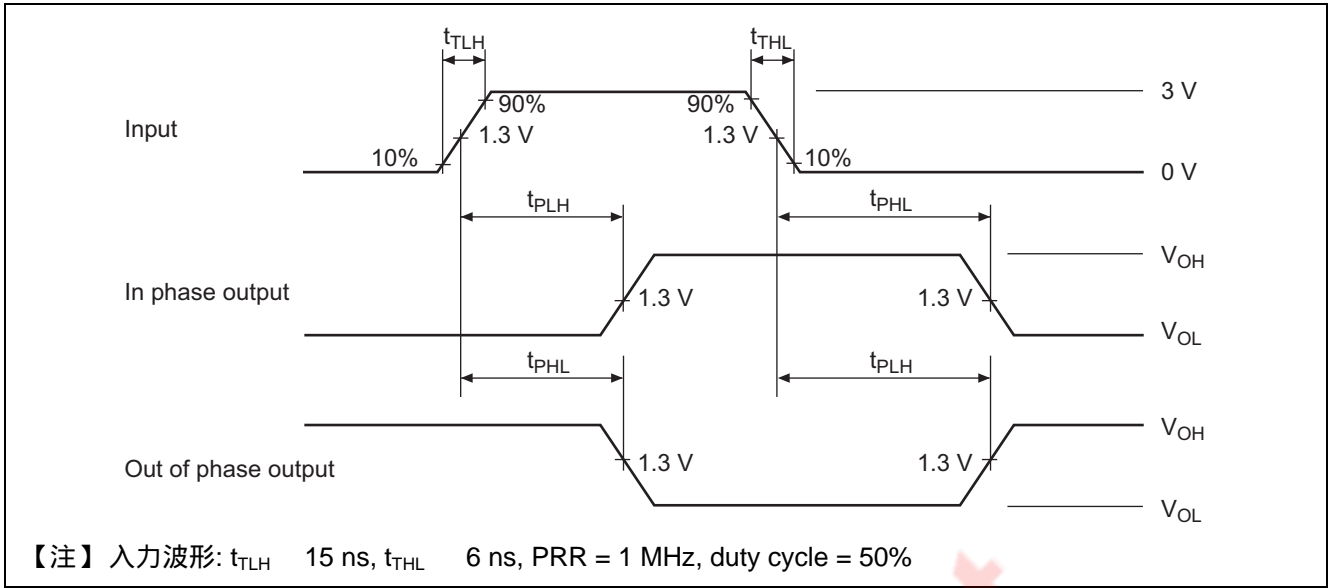 tTLH tTHL
90% 90% 3 V
Input 1.3 V 1.3 V
10% 10% 0 V
tPLH tPHL
VOH
In phase output 1.3 V 1.3 V
VOL
tPHL tPLH
VOH
Out of phase output 1.3 V 1.3 V
VOL
【注】入力波形: tTLH 15 ns, tTHL 6 ns, PRR = 1 MHz, duty cycle = 50%